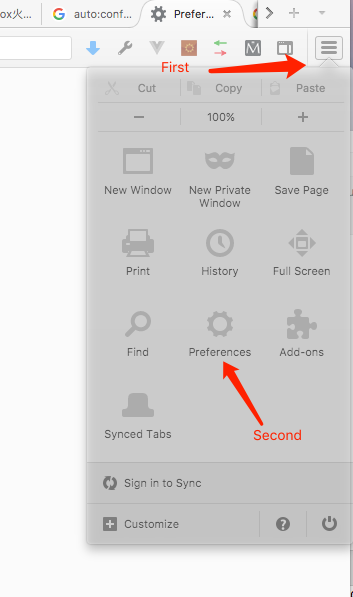 ox火...
auto:conf...
Prefer...
First
Cut
Copy
Paste
100%
New Window
New Private
Window
Save Page
Print
History
Full Screen
Find
Preferences
Add-ons
Second
Synced Tabs
Sign in to Sync
Customize